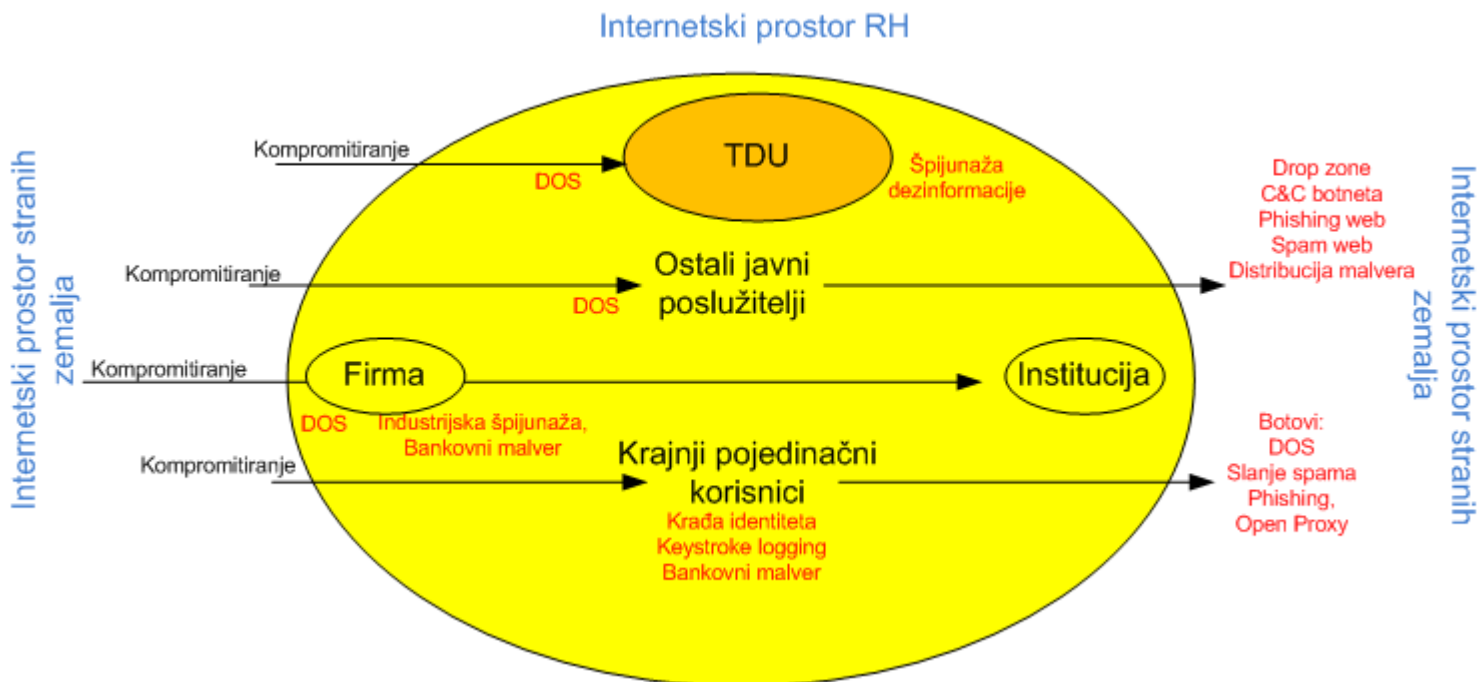 Internetski prostor RH
Internetski prostor stranih
zemalja
Kompromitiranje
DOS
TDU
Špijunaža
dezinformacije
Kompromitiranje
DOS
Ostali javni
poslužitelji
Drop zone
C&C botneta
Phishing web
Spam web
Distribucija malvera
Kompromitiranje
Firma
DOS
Industrijska špijunaža,
Bankovni malver
Institucija
Kompromitiranje
Krajnji pojedinačni
korisnici
Krađa identiteta
Keystroke logging
Bankovni malver
Botovi:
DOS
Slanje spama
Phishing,
Open Proxy
Internetski prostor stranih
zemalja